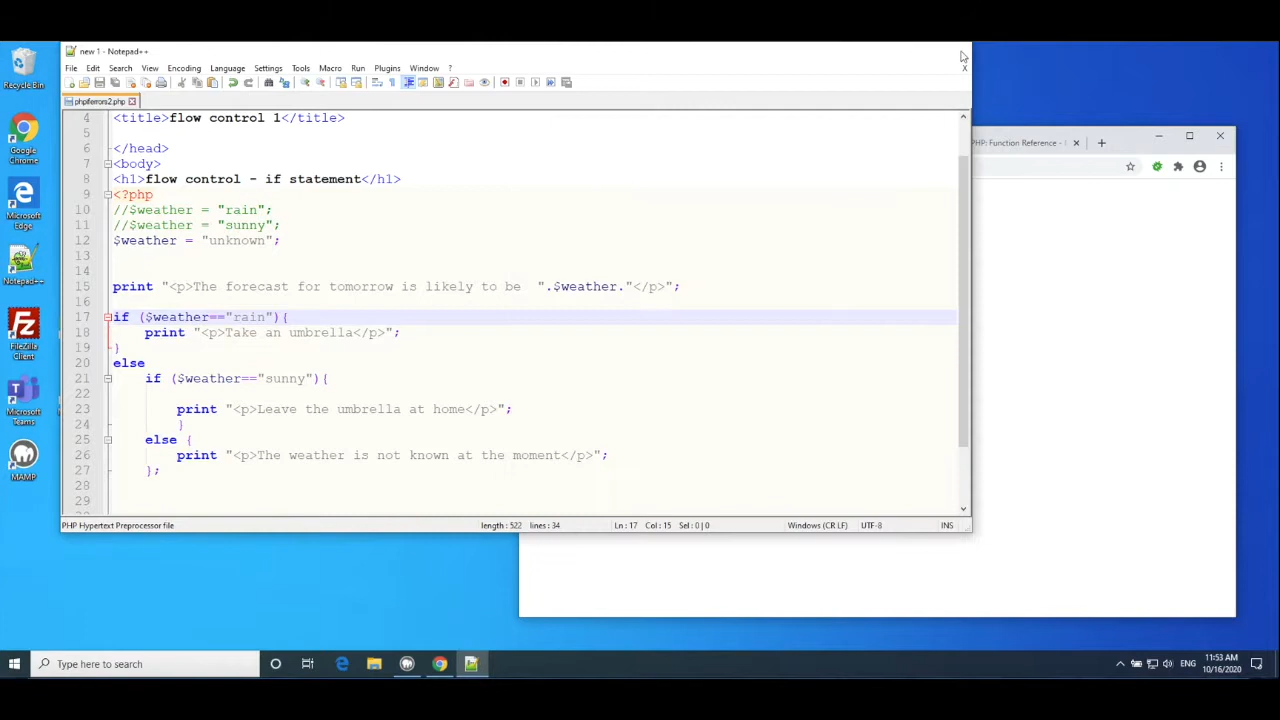 new 1 - Notepad++
File Edit Search View Encoding Language Settings Tools Macro Run Plugins Window ?
X
phpiferrors2.php
4 <title>flow control 1</title>
5
6 </head>
7 <body>
8 <h1>flow control - if statement</h1>
9 <?php
10 //$weather = "rain";
11 //$weather = "sunny";
12 $weather = "unknown";
13
14
15 print "<p>The forecast for tomorrow is likely to be  ".$weather."</p>";
16
17 if ($weather=="rain"){
18     print "<p>Take an umbrella</p>";
19 }
20 else
21     if ($weather=="sunny"){
22
23         print "<p>Leave the umbrella at home</p>";
24         }
25     else {
26         print "<p>The weather is not known at the moment</p>";
27     };
28
29
PHP Hypertext Preprocessor file
length : 522 lines : 34
Ln : 17 Col : 15 Sel : 0 | 0
Windows (CR LF)
UTF-8
INS
PHP: Function Reference -
Recycle Bin
Google
Chrome
Microsoft
Edge
Notepad++
FileZilla
Client
Microsoft
Teams
MAMP
Type here to search
ENG
11:53 AM
10/16/2020